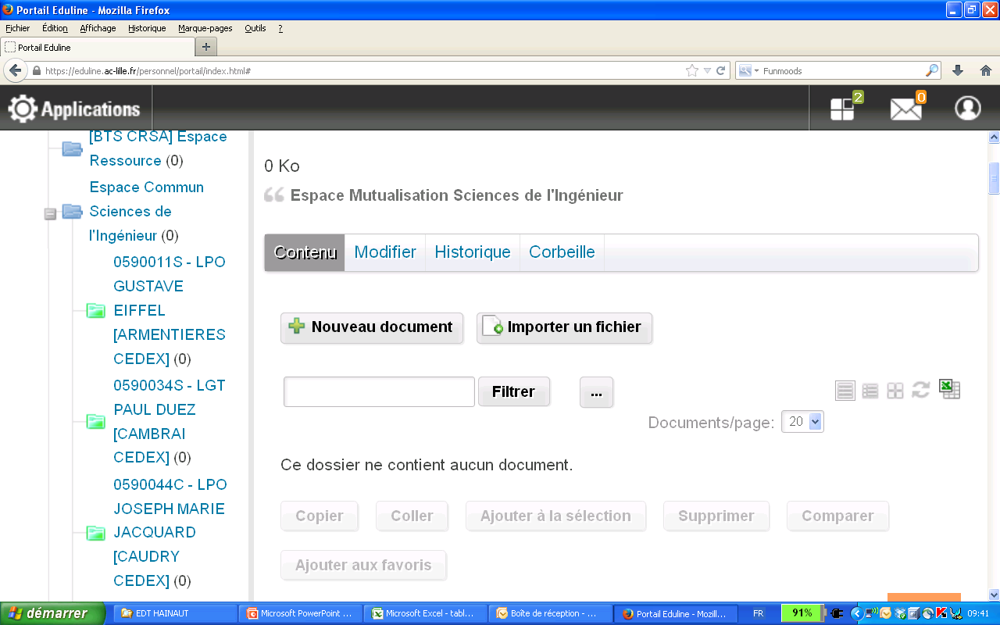 Portail Eduline - Mozilla Firefox
Fichier Édition Affichage Historique Marque-pages Outils ?
Portail Eduline
https://eduline.ac-lille.fr/personnel/portail/index.html#
Funmoods
Applications
2
0
[BTS CRSA] Espace
Ressource (0)
Espace Commun
Sciences de
l'Ingénieur (0)
0590011S - LPO
GUSTAVE
EIFFEL
[ARMENTIERES
CEDEX] (0)
0590034S - LGT
PAUL DUEZ
[CAMBRAI
CEDEX] (0)
0590044C - LPO
JOSEPH MARIE
JACQUARD
[CAUDRY
CEDEX] (0)
0 Ko
Espace Mutualisation Sciences de l'Ingénieur
Contenu Modifier Historique Corbeille
Nouveau document Importer un fichier
Filtrer ...
Documents/page: 20
Ce dossier ne contient aucun document.
Copier Coller Ajouter à la sélection Supprimer Comparer
Ajouter aux favoris
démarrer EDT HAINAUT Microsoft PowerPoint ... Microsoft Excel - tabl... Boîte de réception - ... Portail Eduline - Mozill... FR 91% 09:41